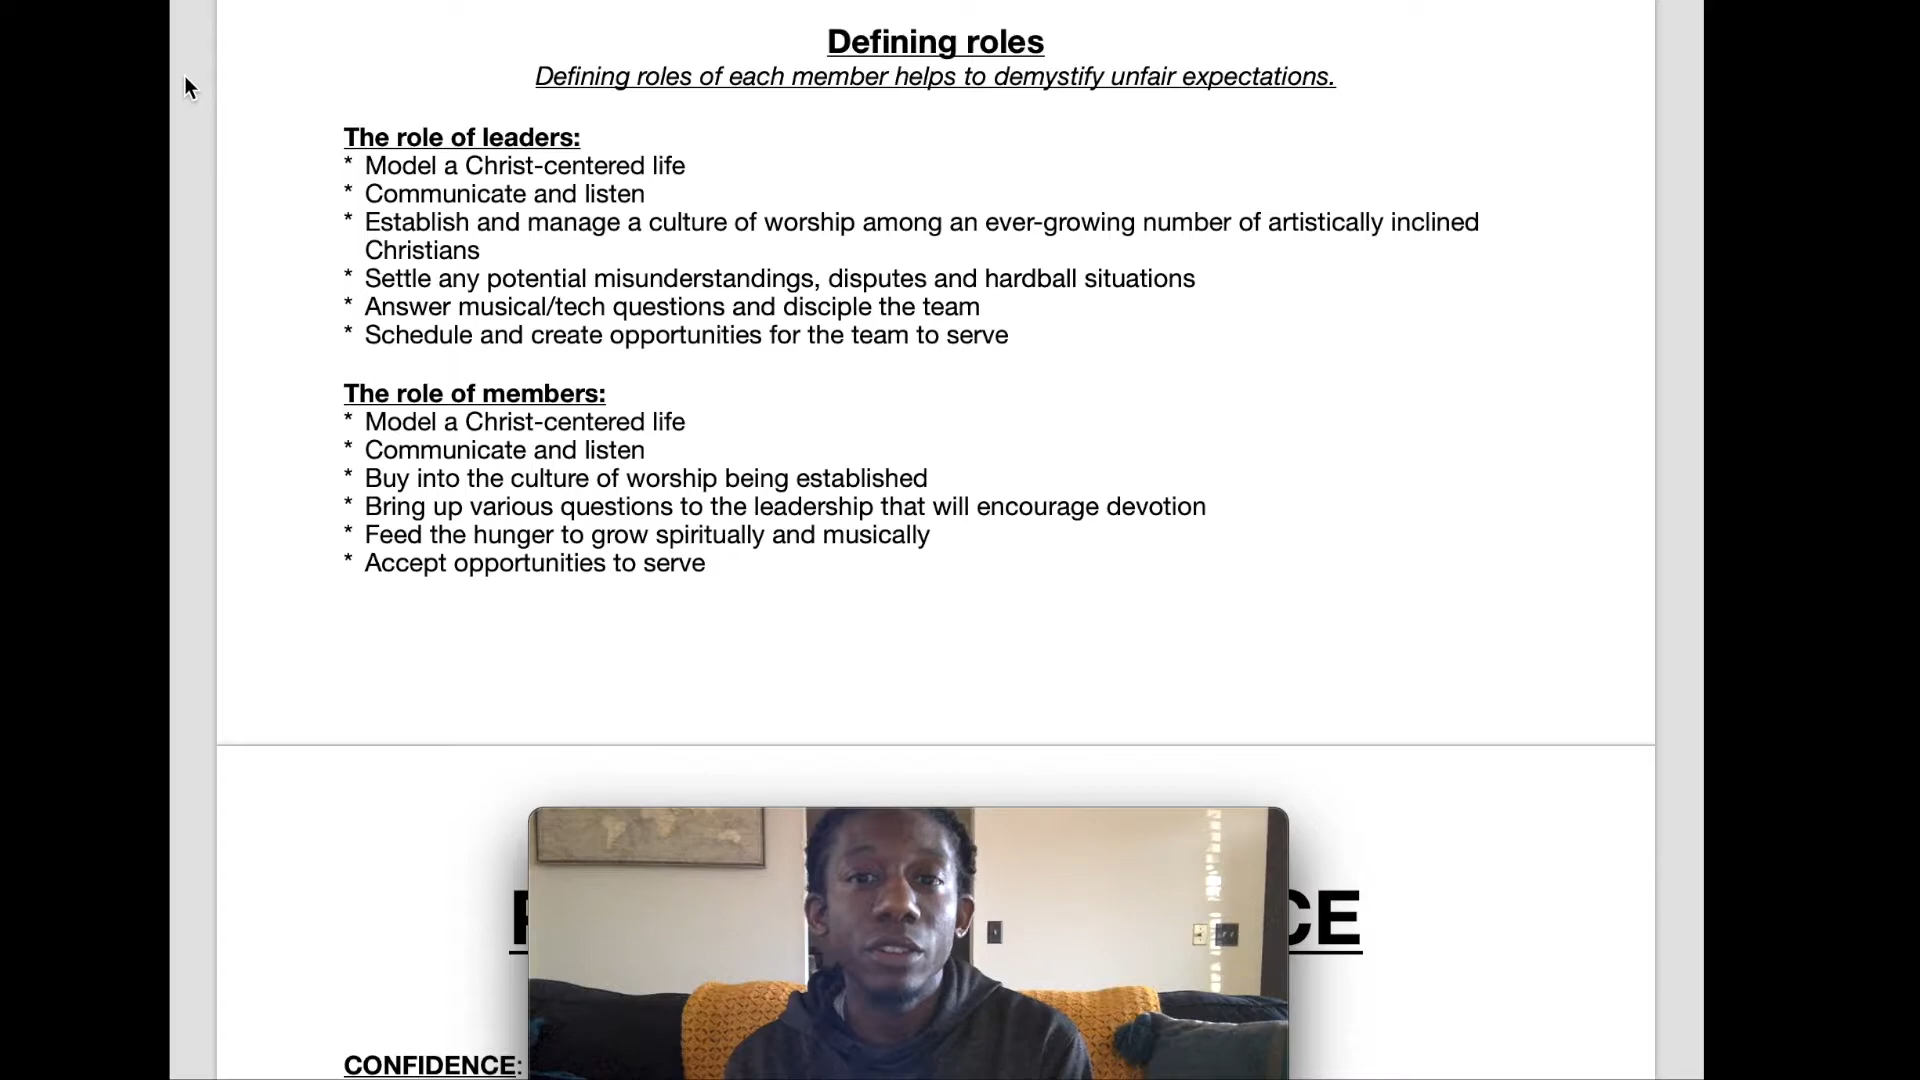 Defining roles
Defining roles of each member helps to demystify unfair expectations.
The role of leaders:
* Model a Christ-centered life
* Communicate and listen
* Establish and manage a culture of worship among an ever-growing number of artistically inclined
Christians
* Settle any potential misunderstandings, disputes and hardball situations
* Answer musical/tech questions and disciple the team
* Schedule and create opportunities for the team to serve
The role of members:
* Model a Christ-centered life
* Communicate and listen
* Buy into the culture of worship being established
* Bring up various questions to the leadership that will encourage devotion
* Feed the hunger to grow spiritually and musically
* Accept opportunities to serve
CONFIDENCE: